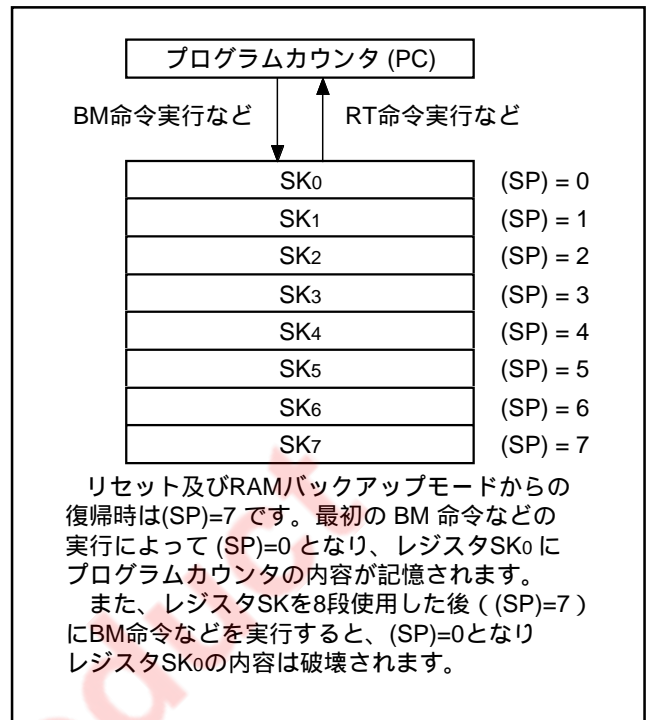 プログラムカウンタ (PC)
BM命令実行など
RT命令実行など
SK0 (SP) = 0
SK1 (SP) = 1
SK2 (SP) = 2
SK3 (SP) = 3
SK4 (SP) = 4
SK5 (SP) = 5
SK6 (SP) = 6
SK7 (SP) = 7
リセット及びRAMバックアップモードからの
復帰時は(SP)=7 です。最初の BM 命令などの
実行によって (SP)=0 となり、レジスタSK0 に
プログラムカウンタの内容が記憶されます。
また、レジスタSKを8段使用した後（(SP)=7）
にBM命令などを実行すると、(SP)=0となり
レジスタSK0の内容は破壊されます。